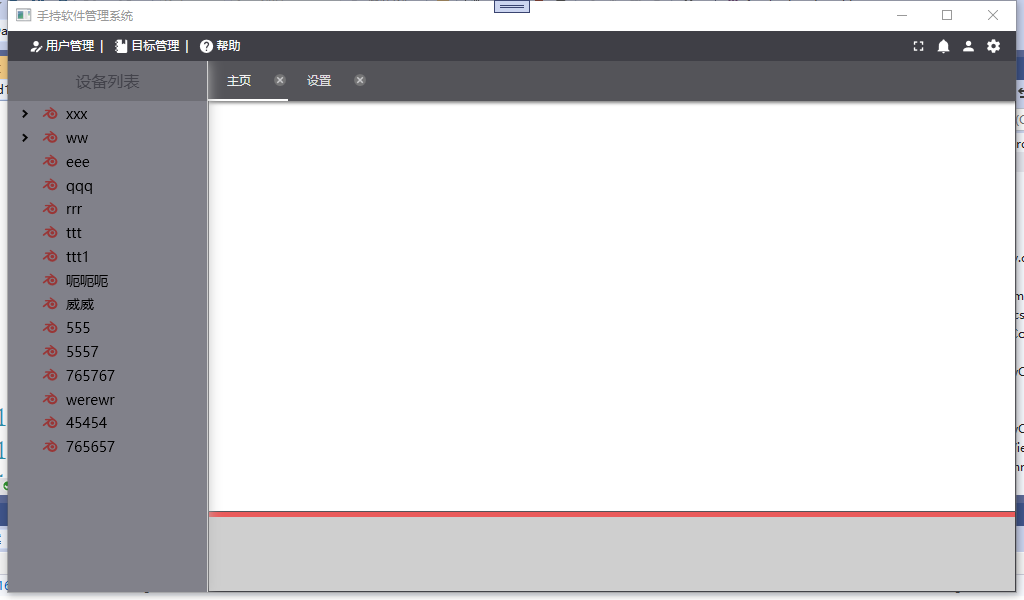 手持软件管理系统
用户管理 | 目标管理 | 帮助
设备列表
主页 设置
xxx
ww
eee
qqq
rrr
ttt
ttt1
呃呃呃
威威
555
5557
765767
werewr
45454
765657